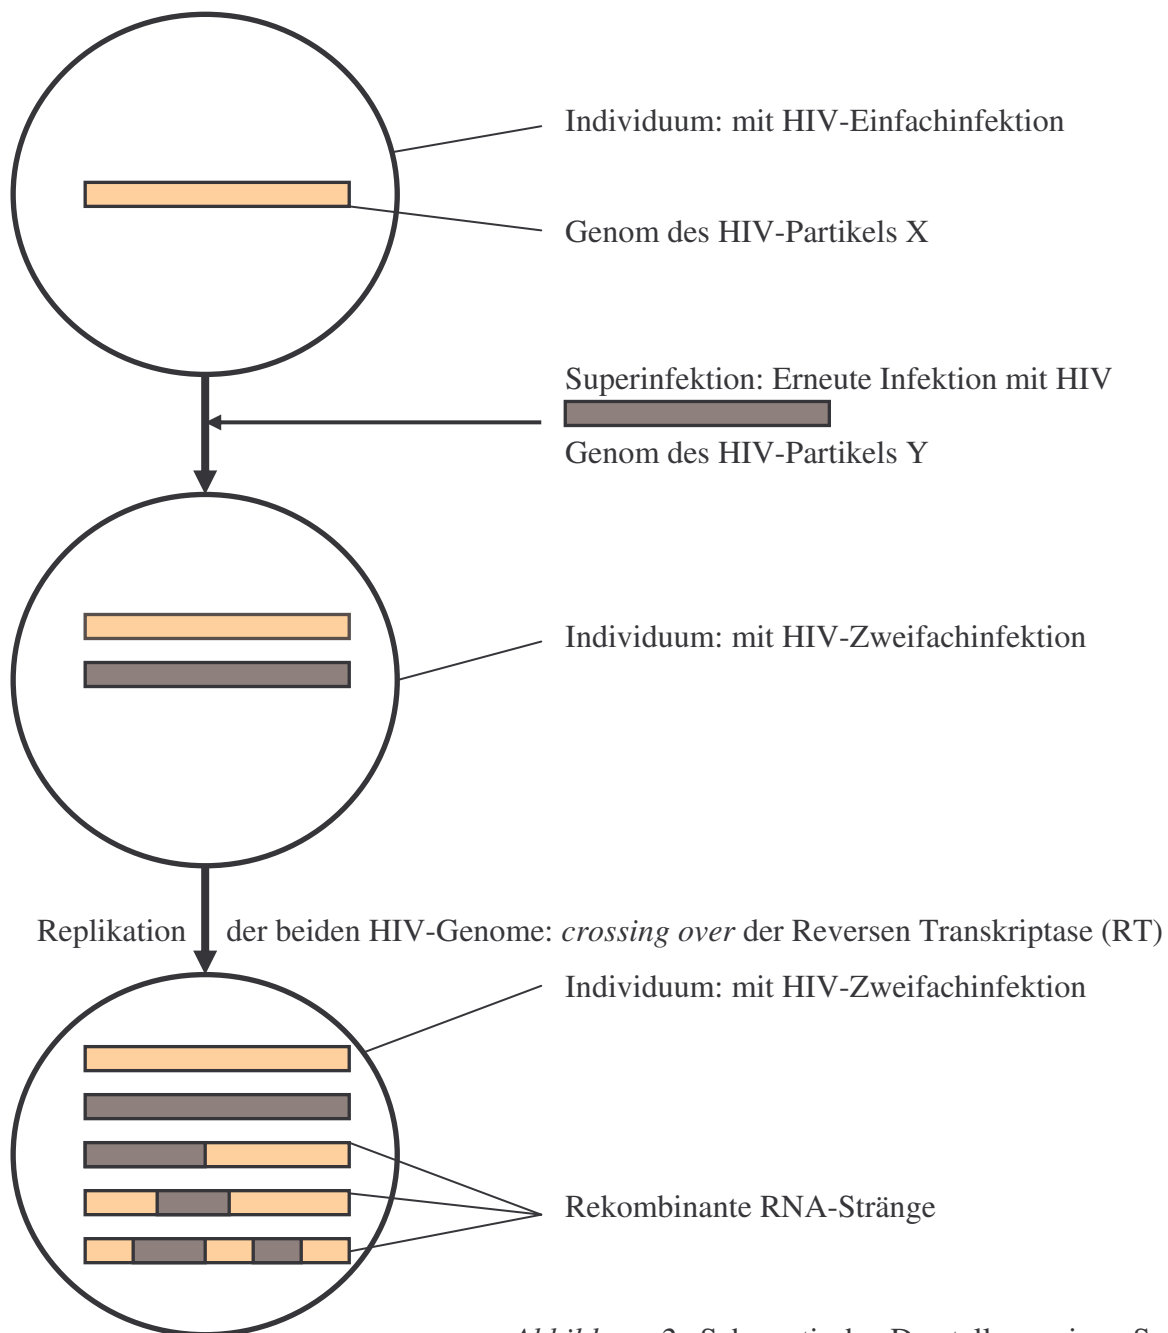 Individuum: mit HIV-Einfachinfektion
Genom des HIV-Partikels X
Superinfektion: Erneute Infektion mit HIV
Genom des HIV-Partikels Y
Individuum: mit HIV-Zweifachinfektion
Replikation der beiden HIV-Genome: crossing over der Reversen Transkriptase (RT)
Individuum: mit HIV-Zweifachinfektion
Rekombinante RNA-Stränge